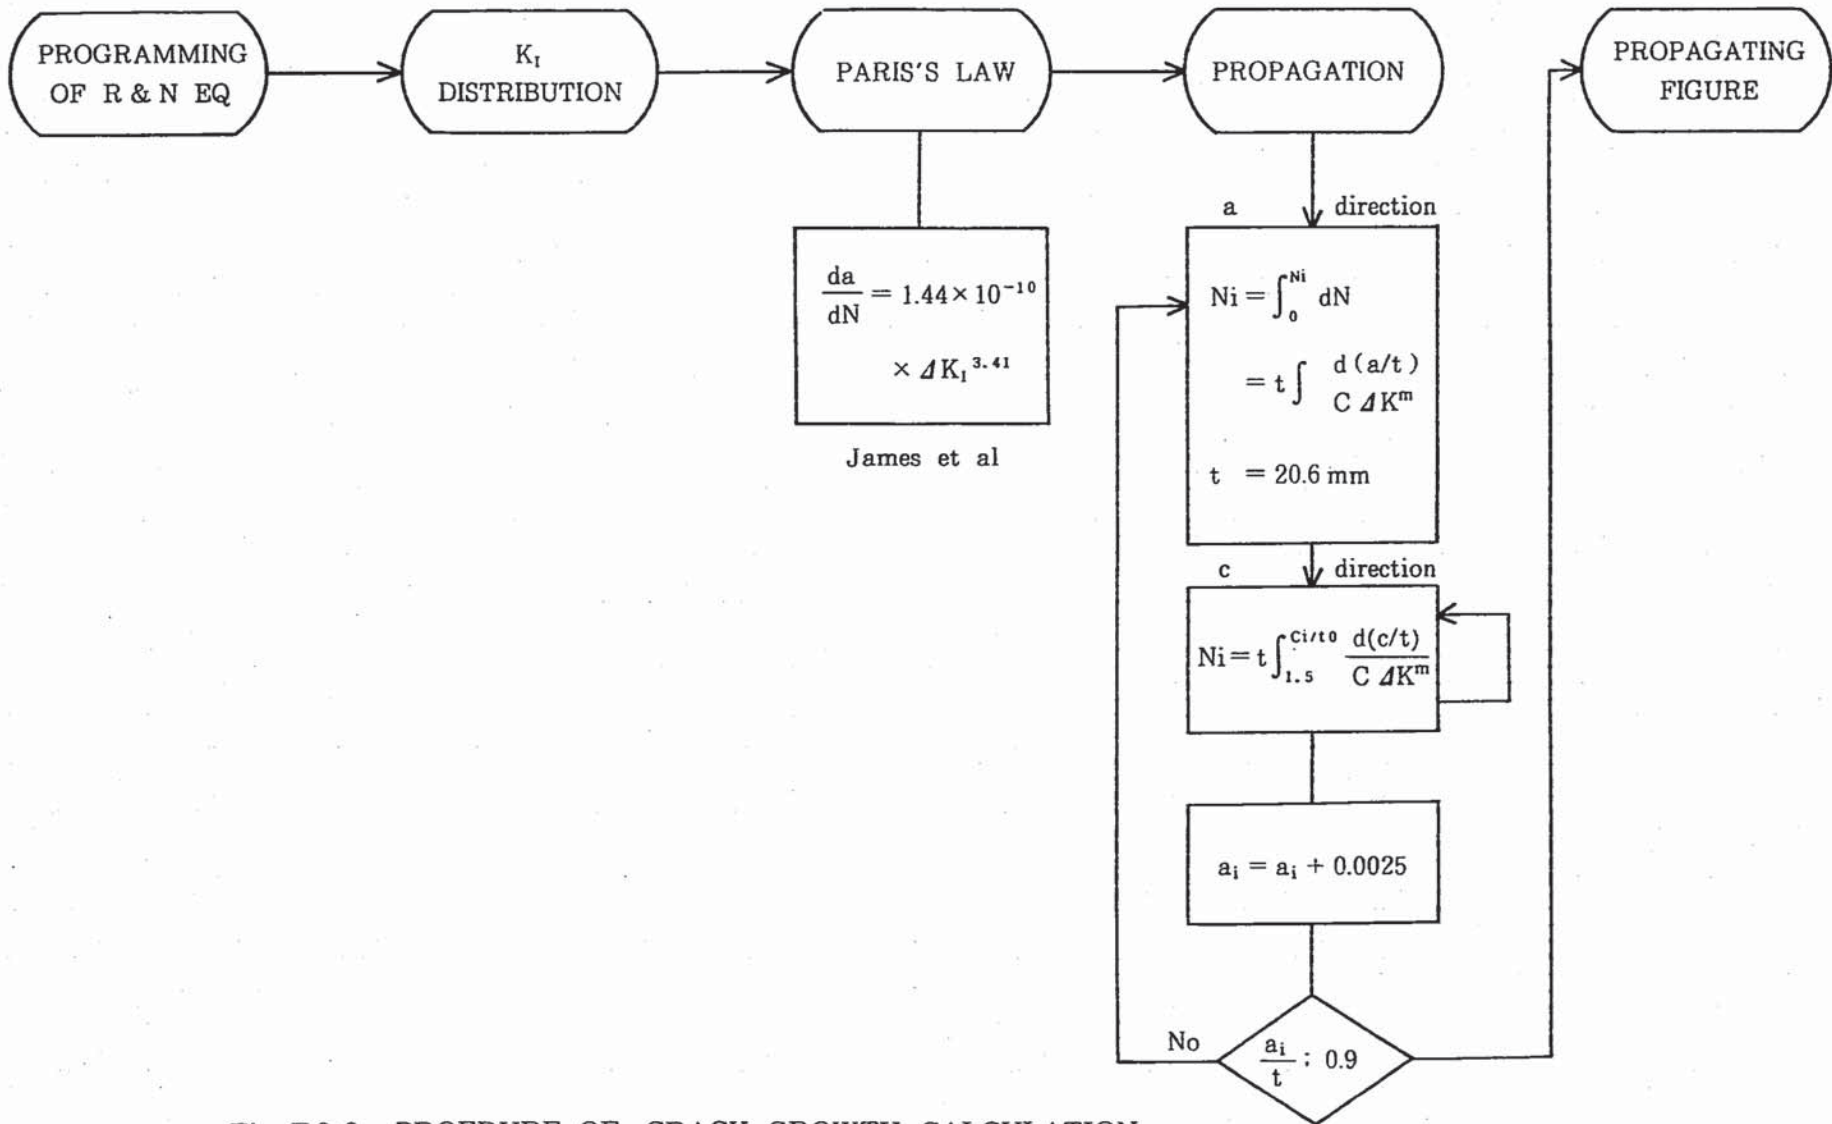 PROGRAMMING
OF R & N EQ
K_I
DISTRIBUTION
PARIS'S LAW
PROPAGATION
PROPAGATING
FIGURE
da/dN = 1.44×10^-10
× ΔK_I^3.41
James et al
a direction
Ni = ∫_0^Ni dN
= t ∫ d(a/t) / C ΔK^m
t = 20.6 mm
c direction
Ni = t ∫_1.5^Ci/t0 d(c/t) / C ΔK^m
a_i = a_i + 0.0025
No
a_i/t ; 0.9
PROEDURE OF CRACK GROWTH CALCULATION